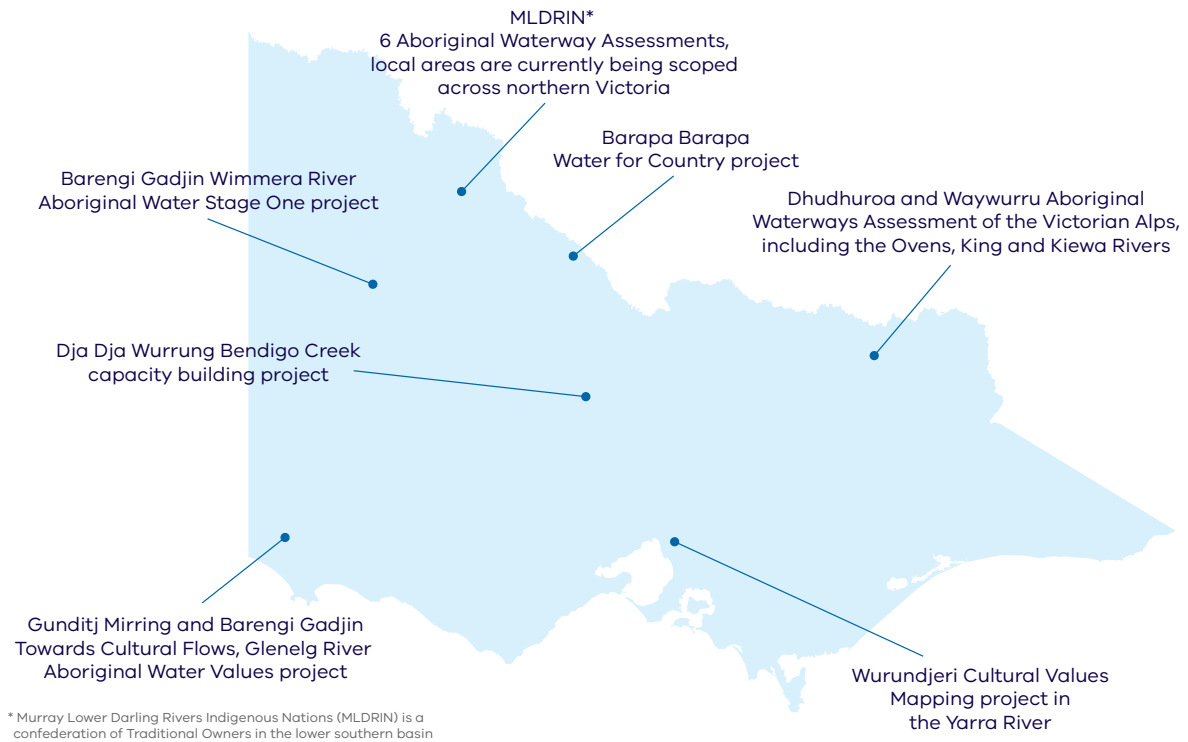 MLDRIN*
6 Aboriginal Waterway Assessments,
local areas are currently being scoped
across northern Victoria
Barapa Barapa
Water for Country project
Barengi Gadjin Wimmera River
Aboriginal Water Stage One project
Dhudhuroa and Waywurru Aboriginal
Waterways Assessment of the Victorian Alps,
including the Ovens, King and Kiewa Rivers
Dja Dja Wurrung Bendigo Creek
capacity building project
Gunditj Mirring and Barengi Gadjin
Towards Cultural Flows, Glenelg River
Aboriginal Water Values project
Wurundjeri Cultural Values
Mapping project in
the Yarra River
* Murray Lower Darling Rivers Indigenous Nations (MLDRIN) is a
confederation of Traditional Owners in the lower southern basin